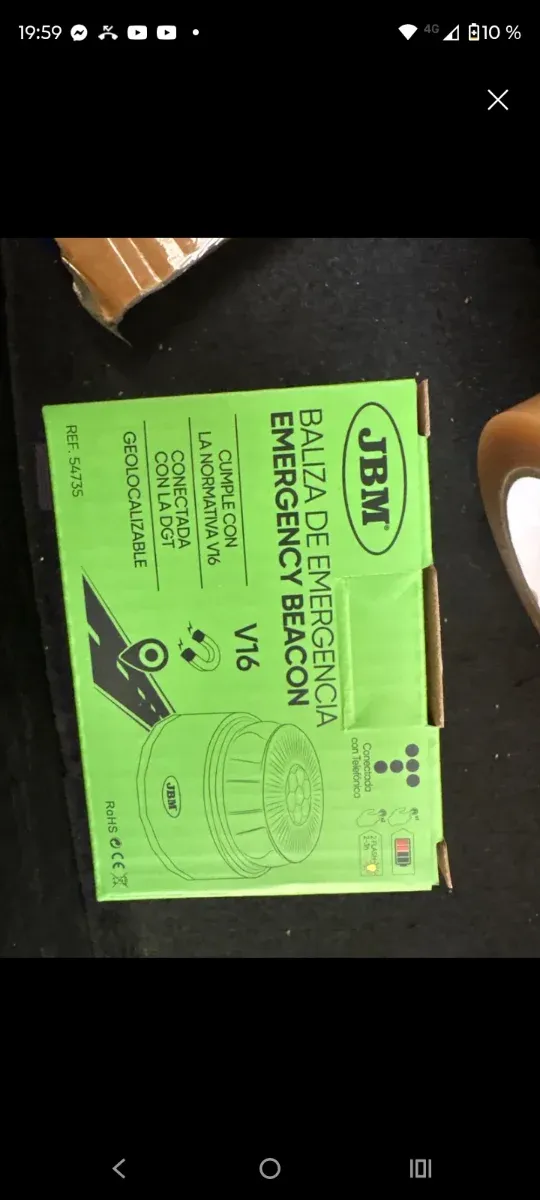 19:59
4G
10 %
JBM
BALIZA DE EMERGENCIA
EMERGENCY BEACON
CUMPLE CON
LA NORMATIVA V16
CONECTADA
CON LA DGT
GEOLOCALIZABLE
REF. 54735
V16
Conectada
con Telefónica
JBM
RoHS CE